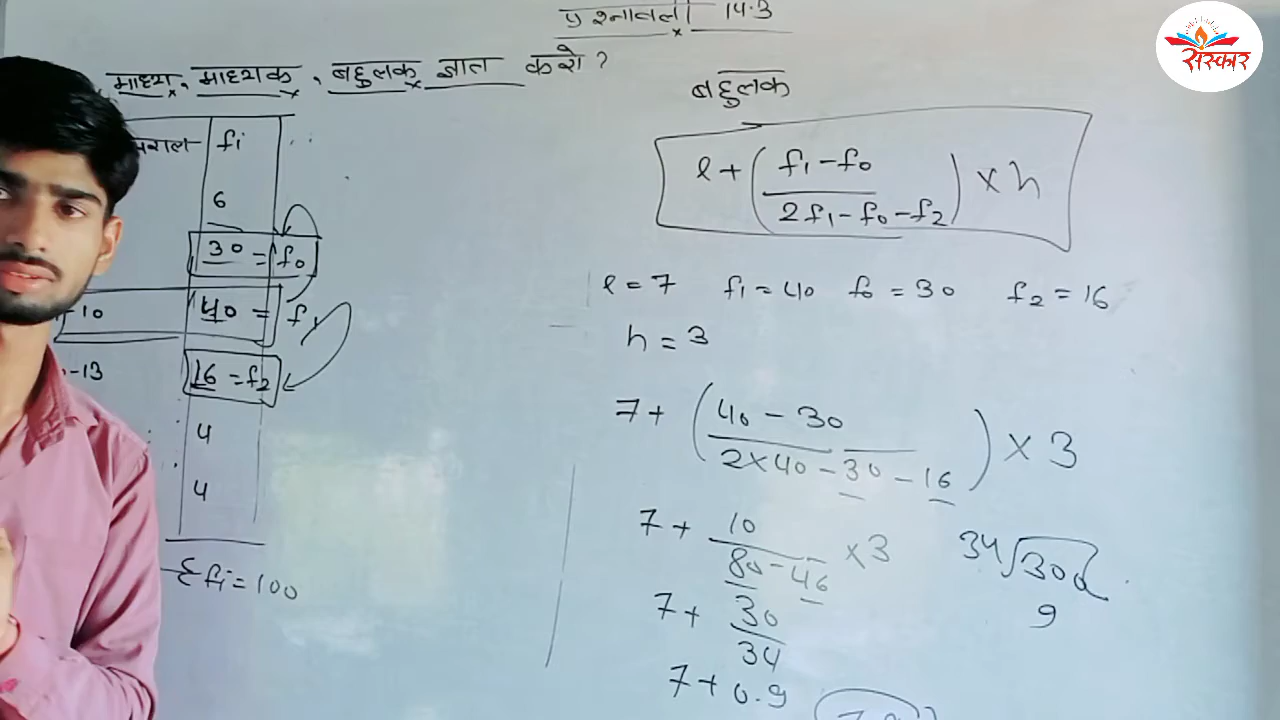 प्रश्नावली 14.3
माध्य, माध्यक, बहुलक ज्ञात करो?
संस्कार
fi
6
30 = f0
-10 40 = f1
-13 16 = f2
4
4
Σfi = 100
बहुलक
l + (f1 - f0 / 2f1 - f0 - f2) × h
l = 7 f1 = 40 f0 = 30 f2 = 16
h = 3
7 + (40 - 30 / 2×40 - 30 - 16) × 3
7 + 10 / 80 - 46 × 3
34√300
9
7 + 30 / 34
7 + 0.9